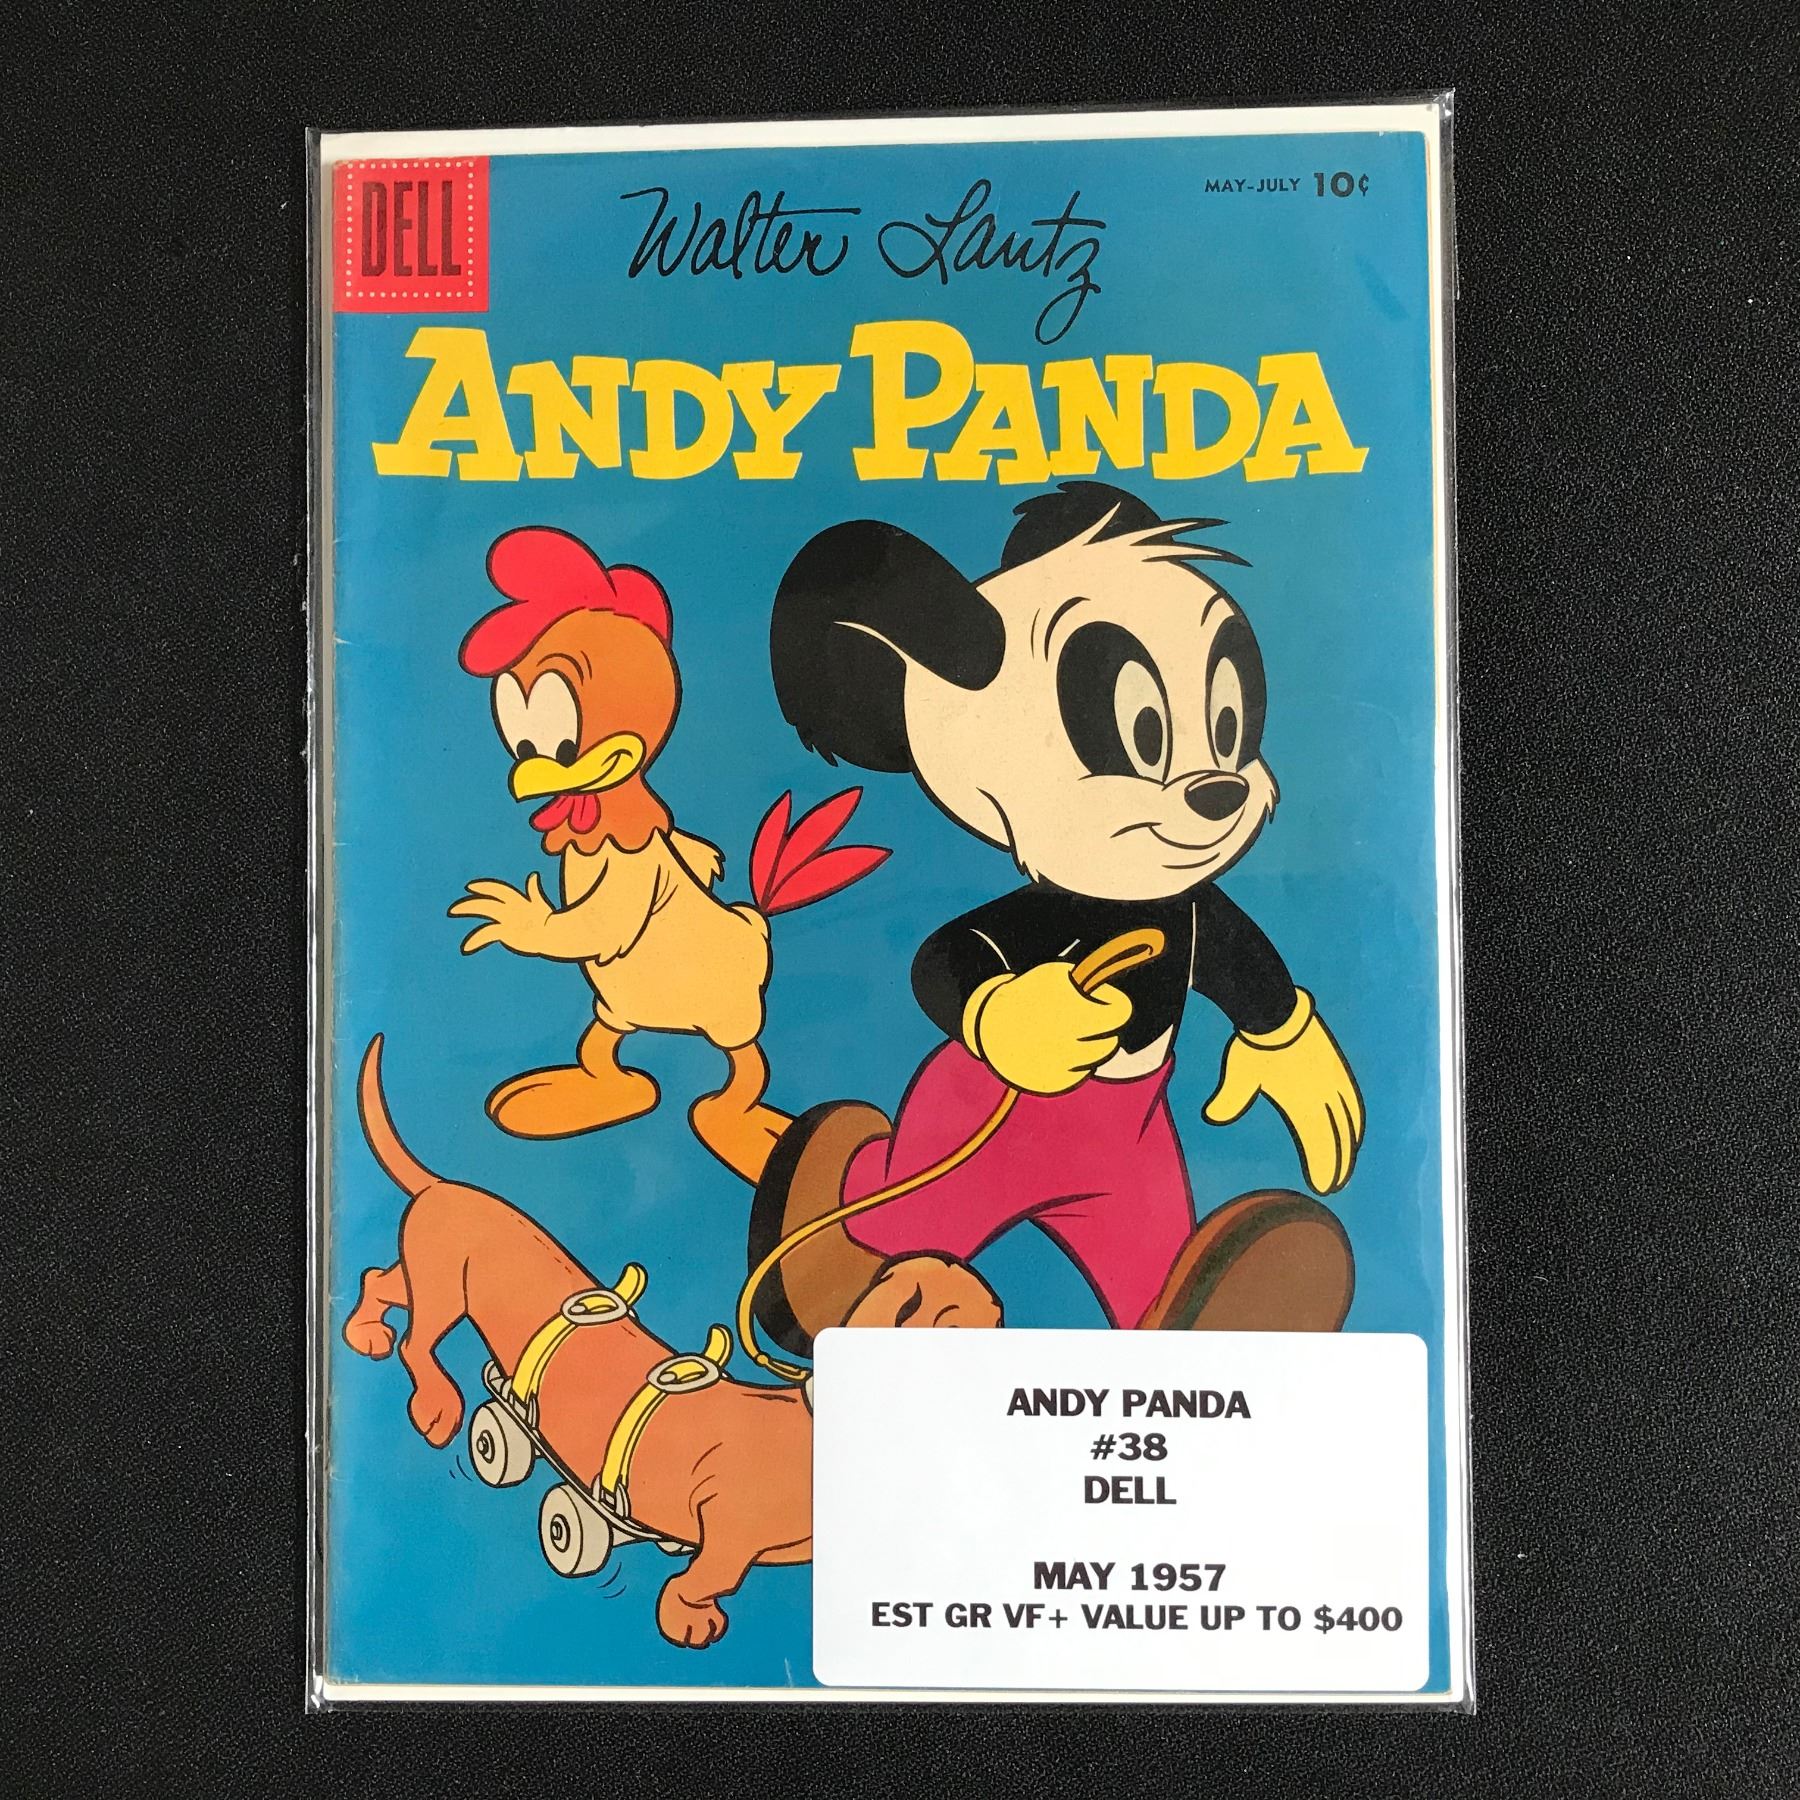 DELL
Walter Lantz
MAY-JULY 10¢
ANDY PANDA
ANDY PANDA
#38
DELL
MAY 1957
EST GR VF+ VALUE UP TO $400